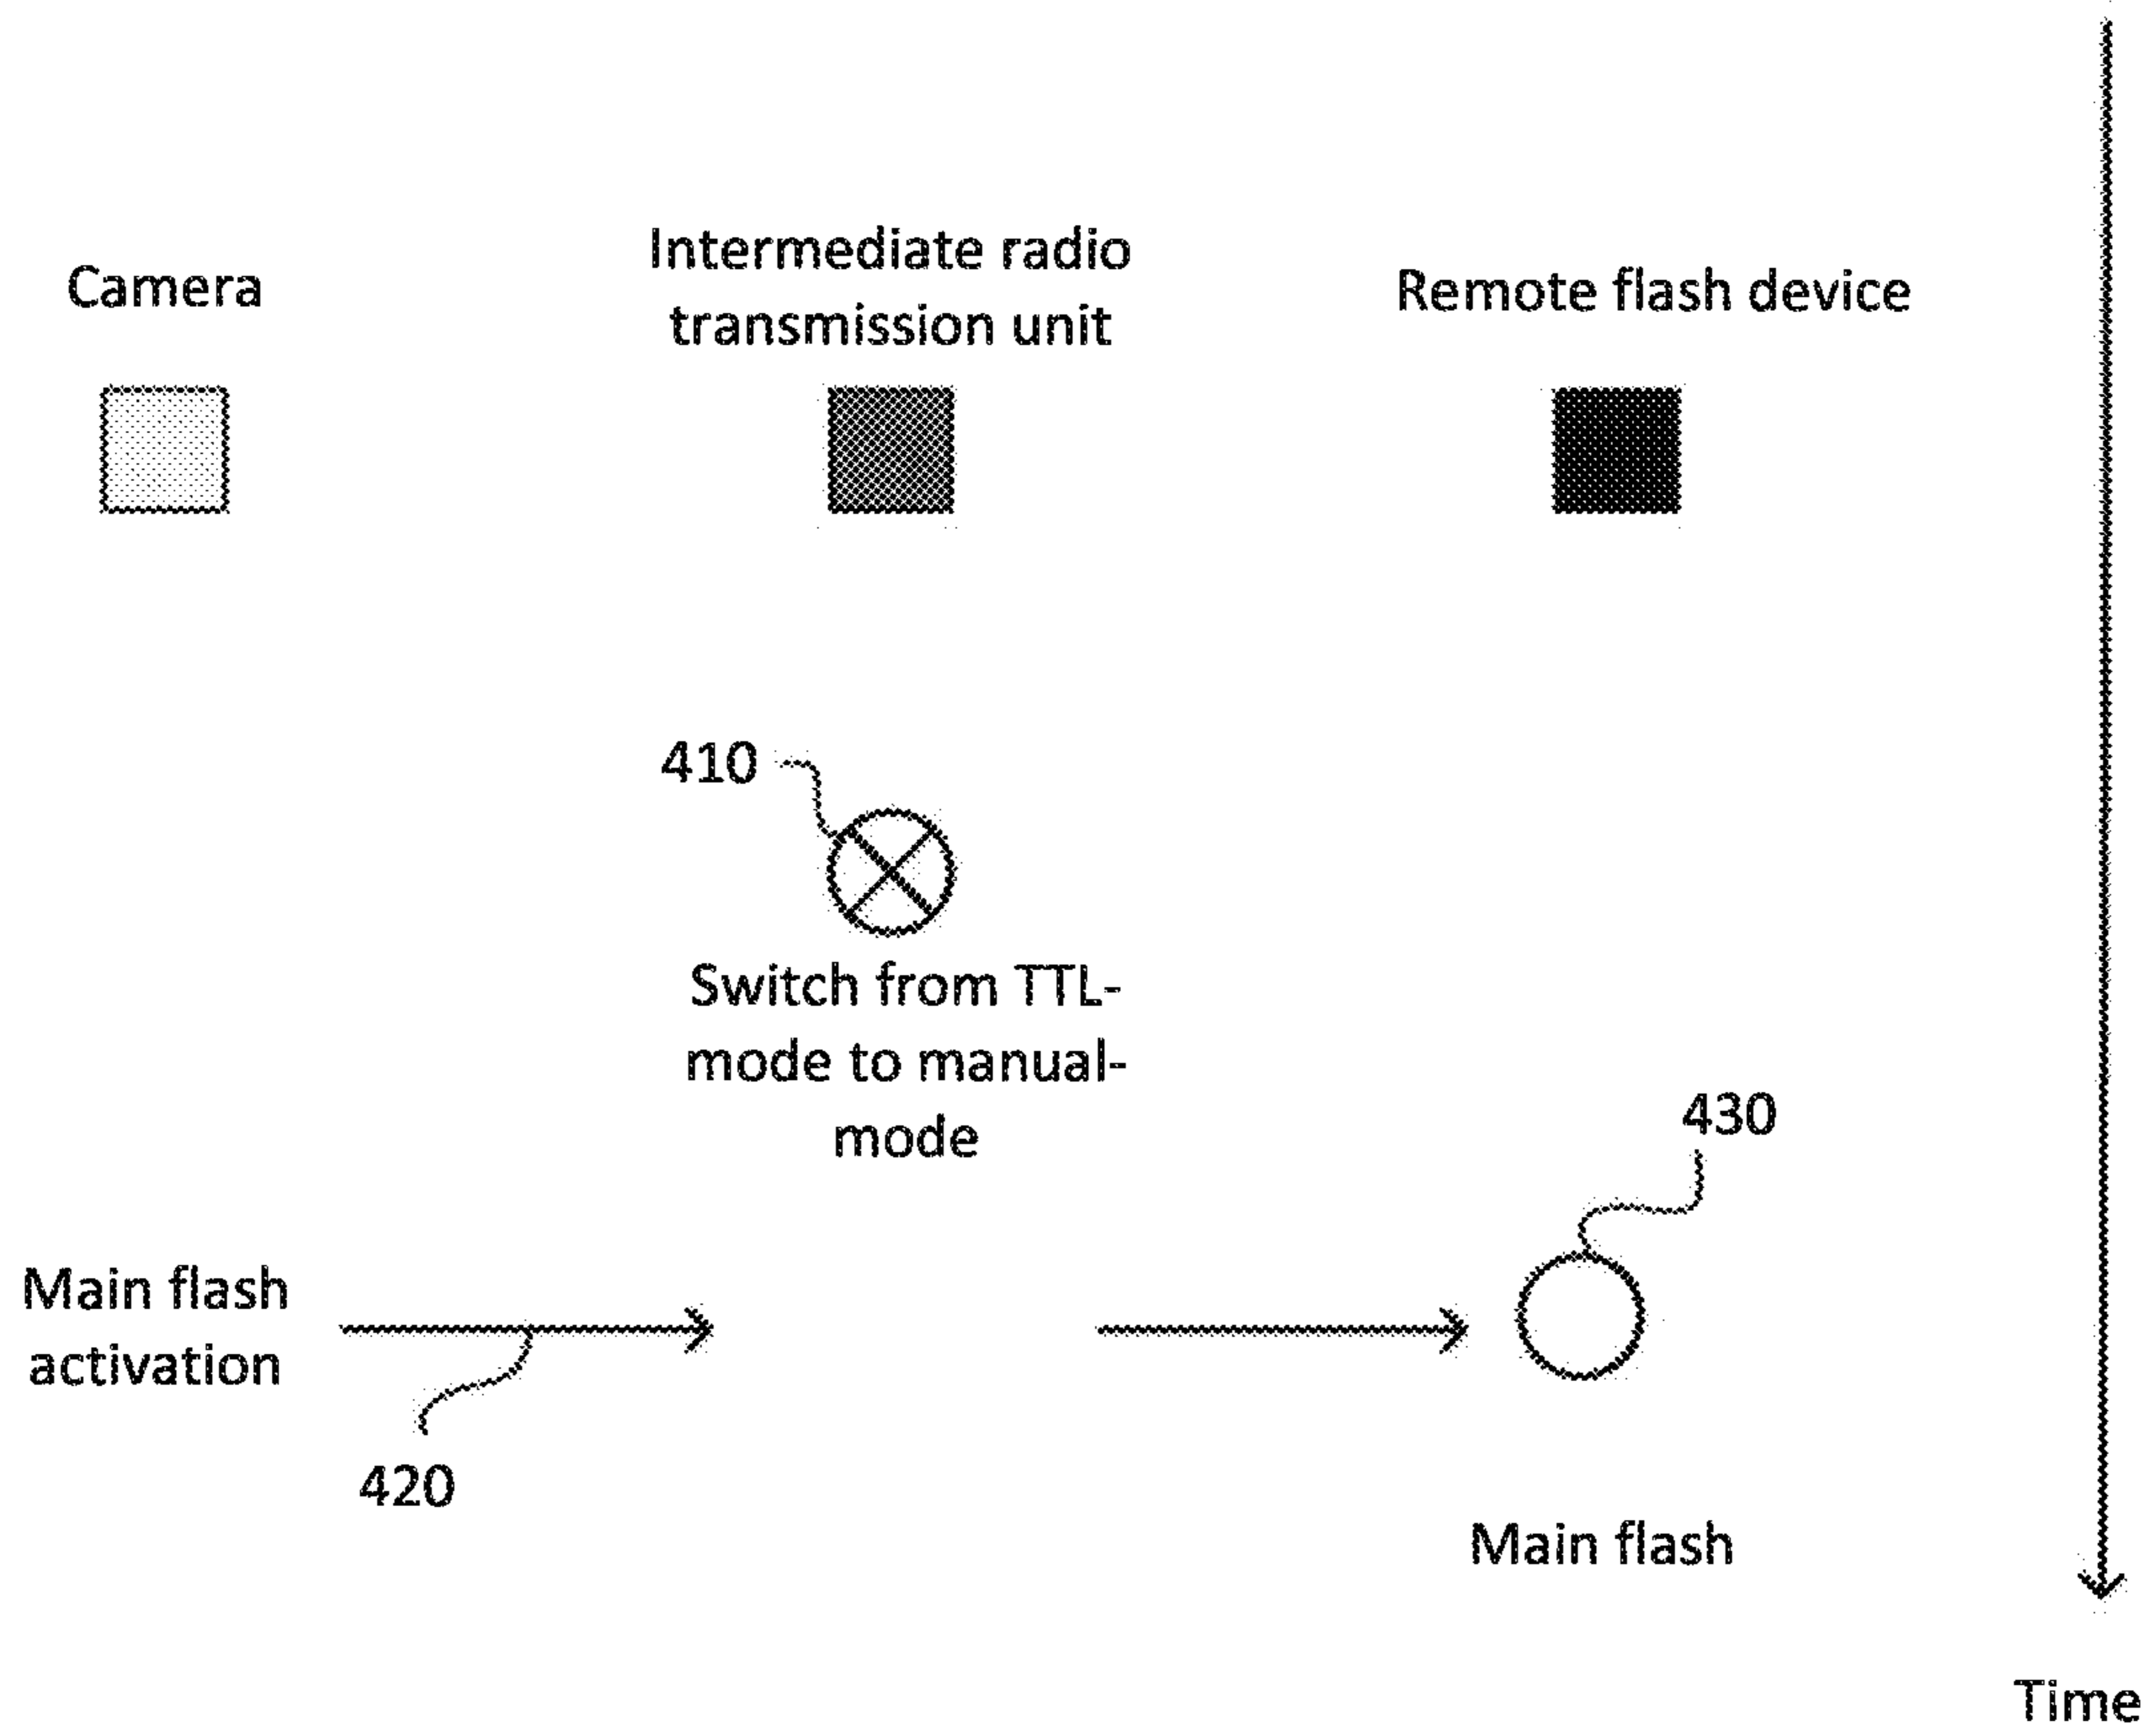 Camera
Intermediate radio
transmission unit
Remote flash device
410
Switch from TTL-
mode to manual-
mode
430
Main flash
activation
420
Main flash
Time